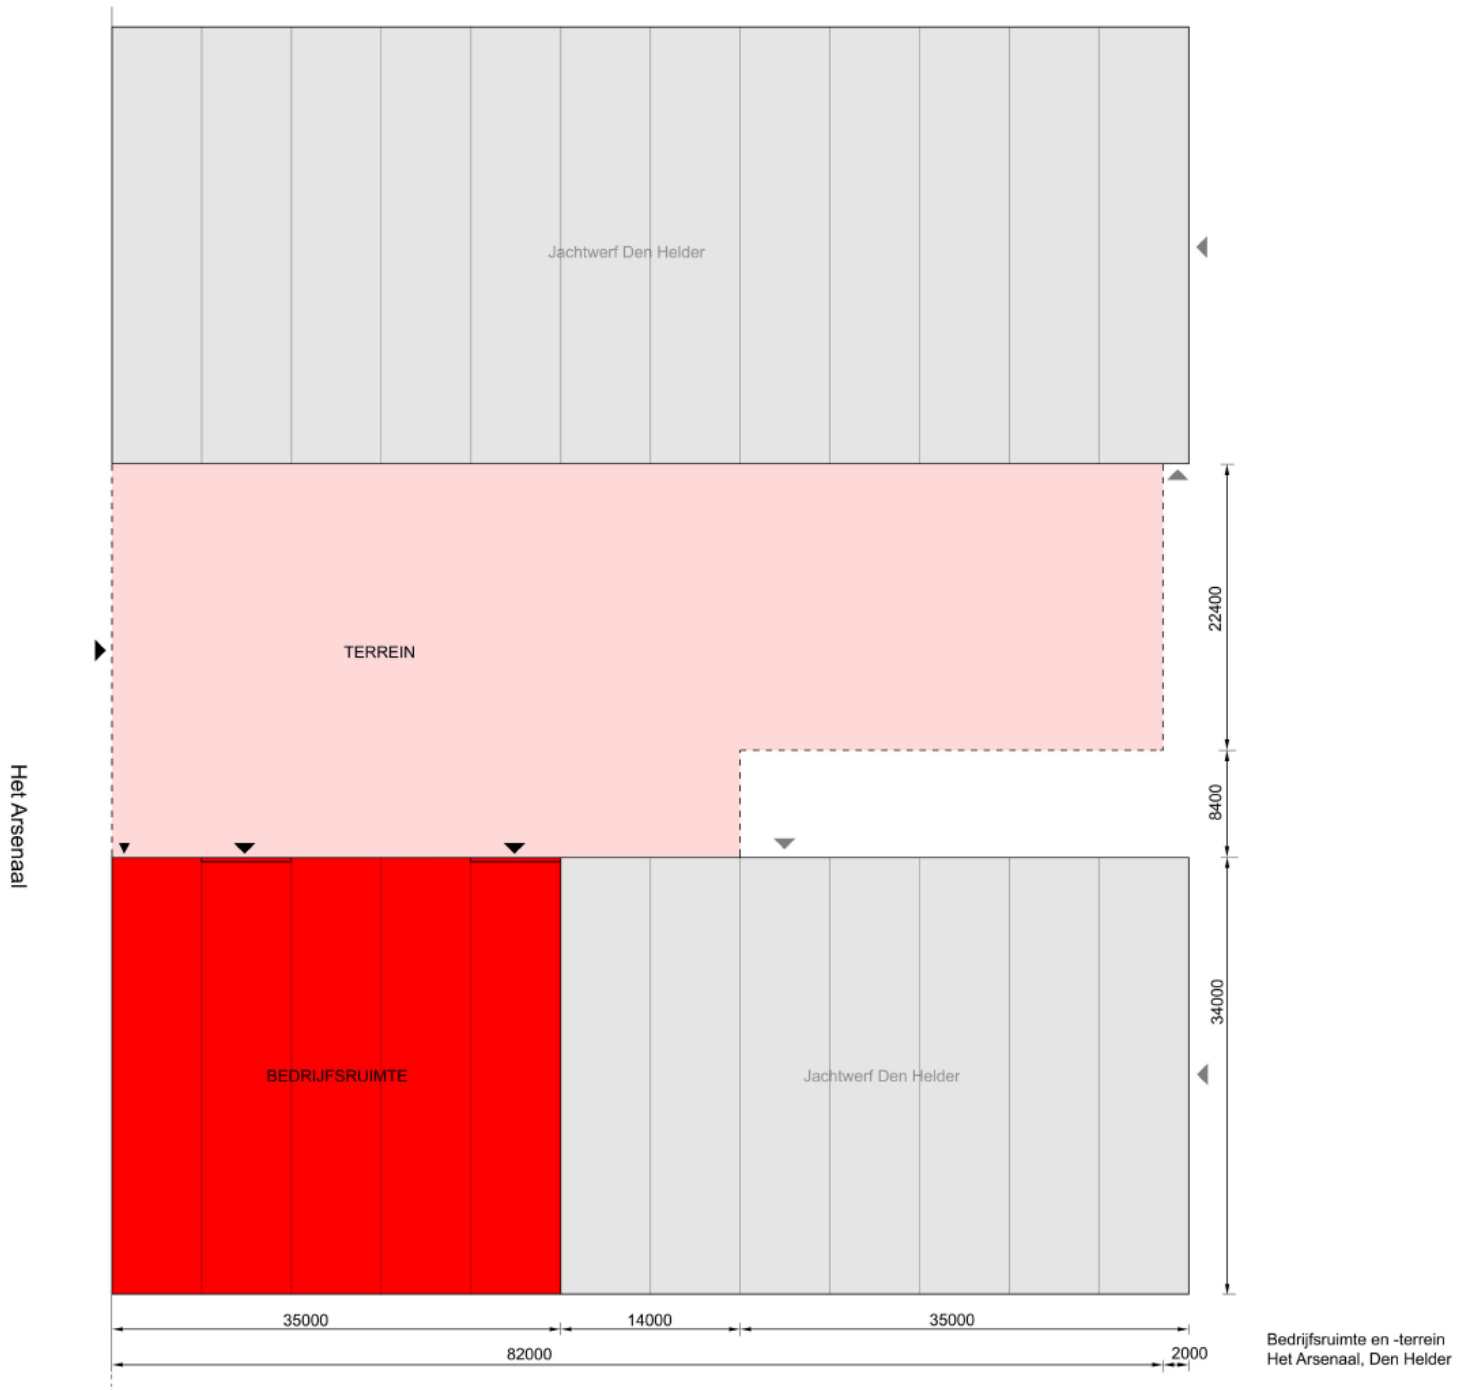 Jachtwerf Den Helder
22400
TERREIN
8400
Het Arsenaal
34000
BEDRIJFSRUIMTE
Jachtwerf Den Helder
35000
14000
35000
82000
2000
Bedrijfsruimte en -terrein
Het Arsenaal, Den Helder